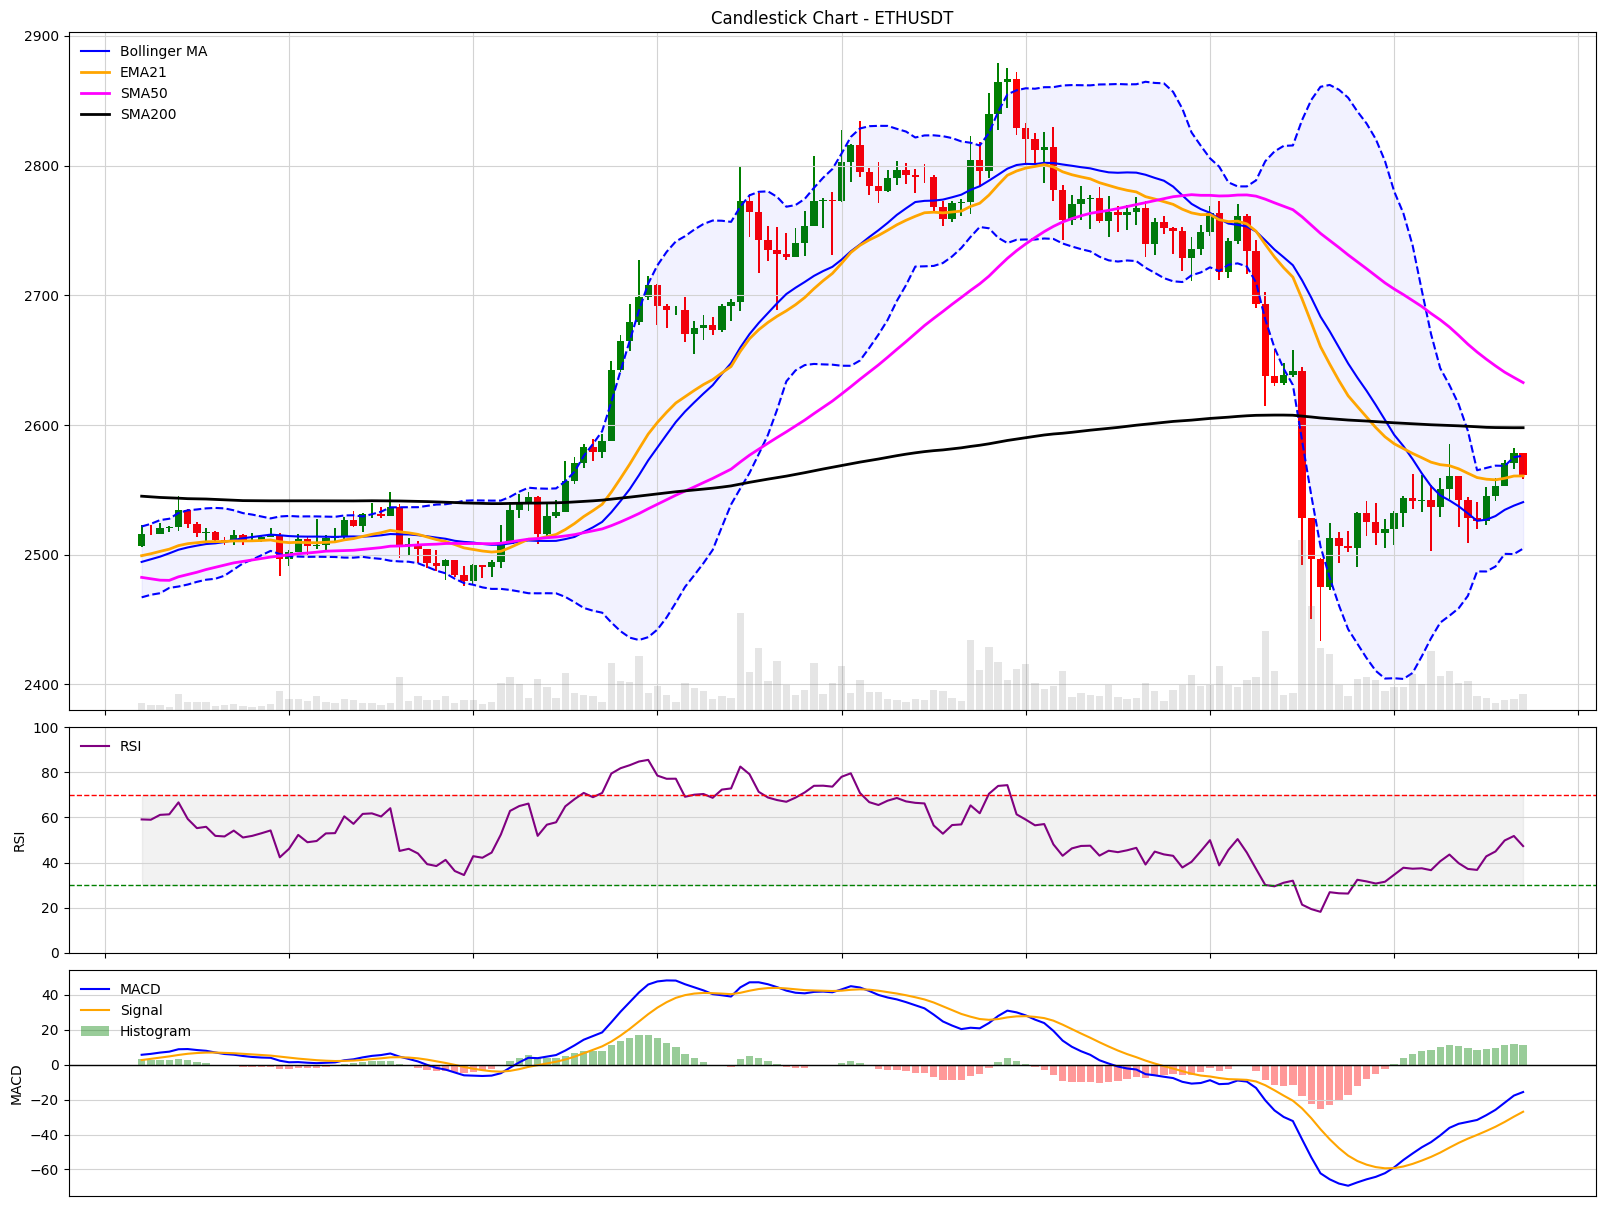 Candlestick Chart - ETHUSDT
2900
2800
2700
2600
2500
2400
Bollinger MA
EMA21
SMA50
SMA200
100
80
60
40
20
0
RSI
RSI
40
20
0
−20
−40
−60
MACD
MACD
Signal
Histogram